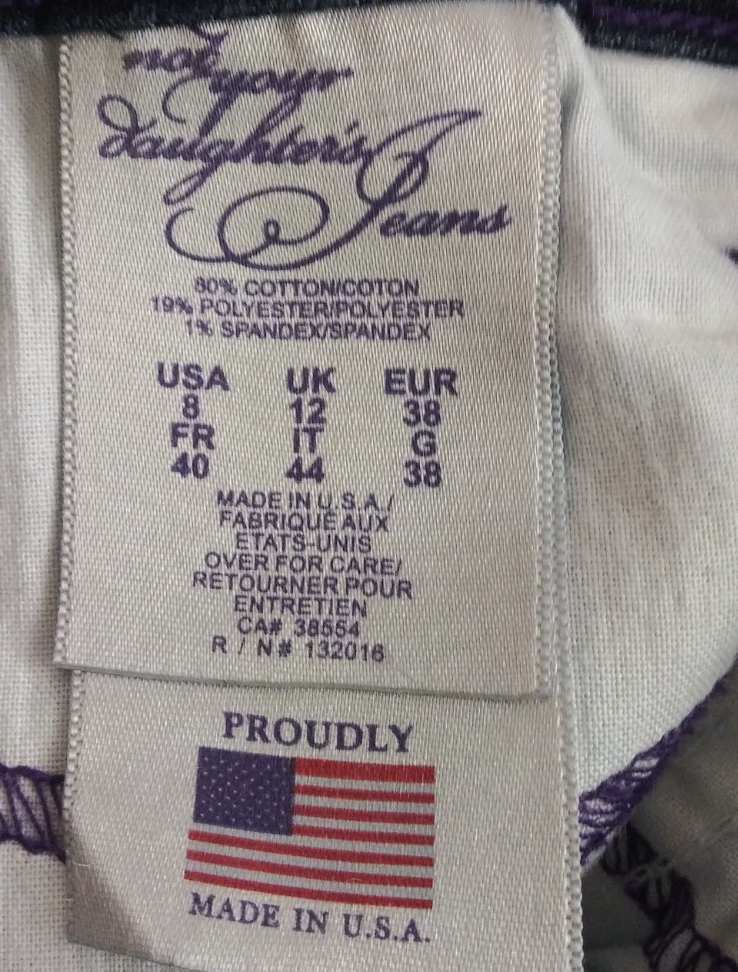 not
your
daughter's
Jeans
80% COTTON/COTON
19% POLYESTER/POLYESTER
1% SPANDEX/SPANDEX
USA UK EUR
8 12 38
FR IT G
40 44 38
MADE IN U.S.A./
FABRIQUÉ AUX
ETATS-UNIS
OVER FOR CARE/
RETOURNER POUR
ENTRETIEN
CA# 38554
R / N# 132016
PROUDLY
MADE IN U.S.A.